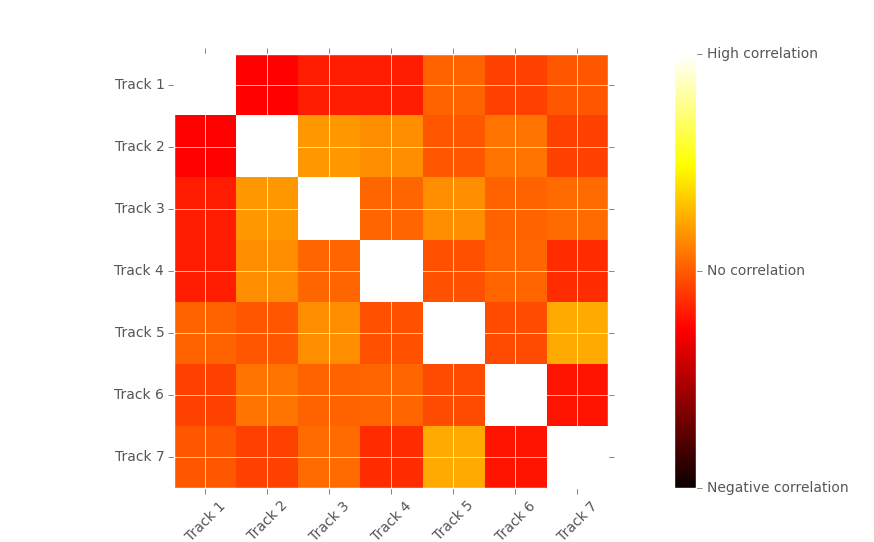 High correlation
Track 1
Track 2
Track 3
Track 4
No correlation
Track 5
Track 6
Track 7
Negative correlation
Track 1
Track 2
Track 3
Track 4
Track 5
Track 6
Track 7